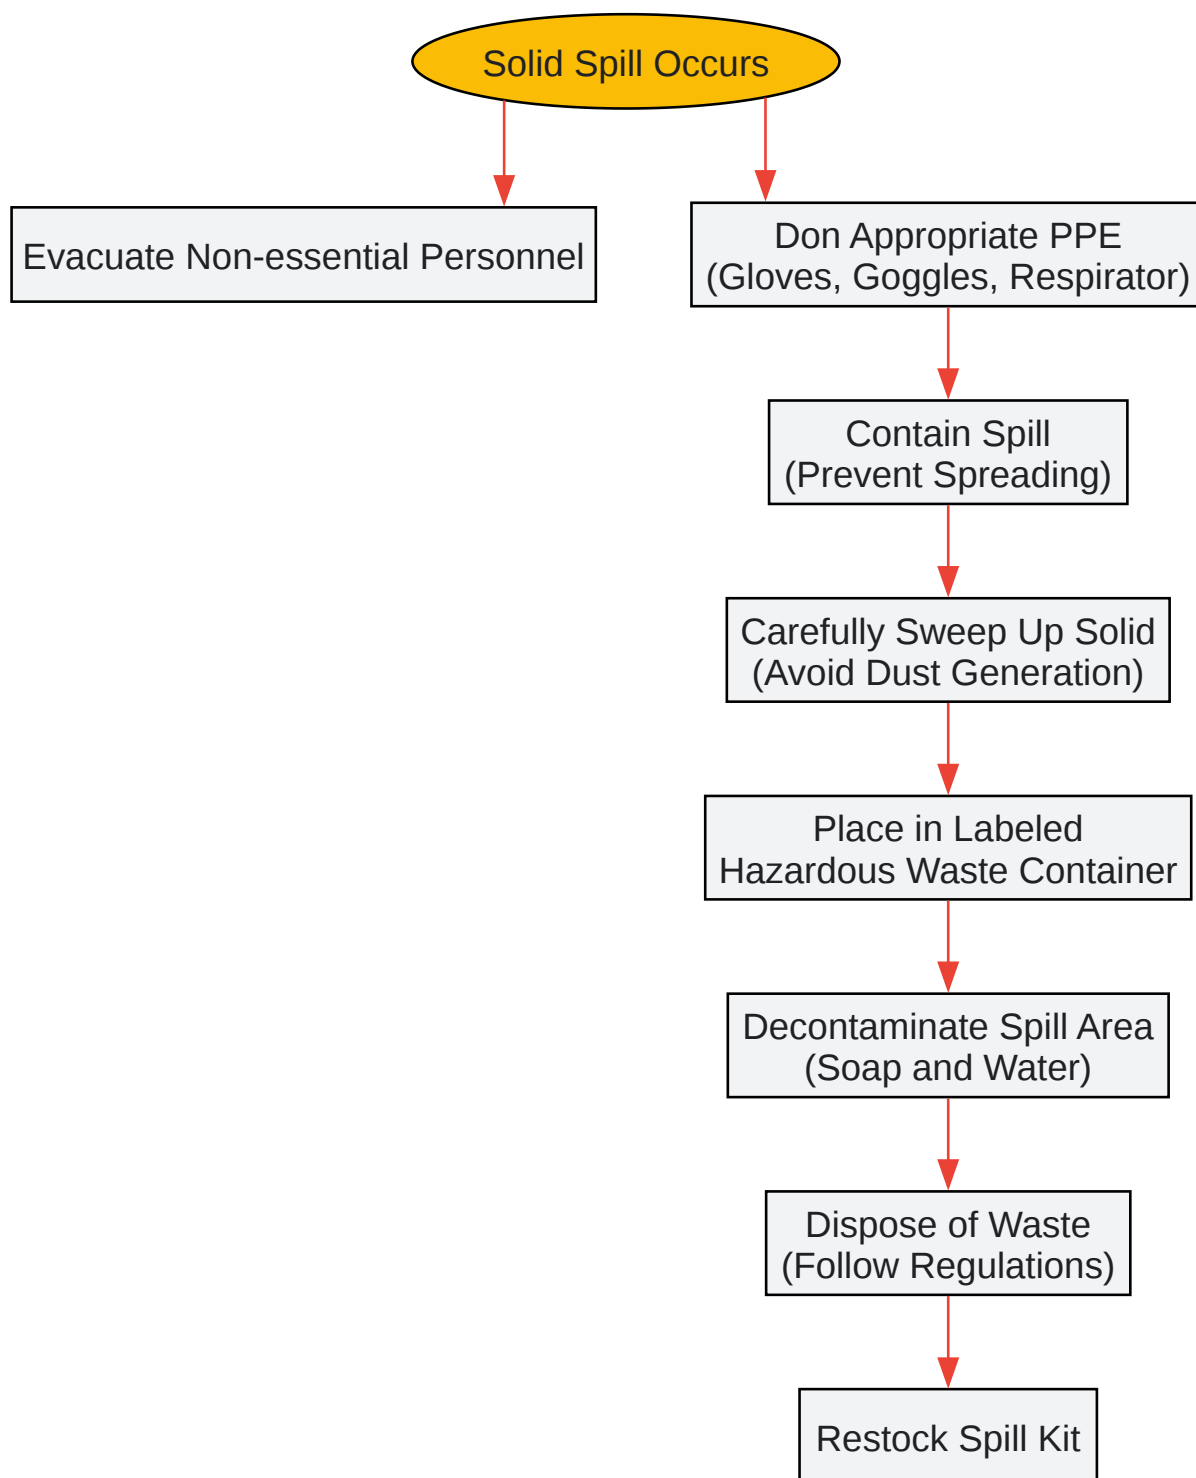 Solid Spill Occurs
Evacuate Non-essential Personnel
Don Appropriate PPE
(Gloves, Goggles, Respirator)
Contain Spill
(Prevent Spreading)
Carefully Sweep Up Solid
(Avoid Dust Generation)
Place in Labeled
Hazardous Waste Container
Decontaminate Spill Area
(Soap and Water)
Dispose of Waste
(Follow Regulations)
Restock Spill Kit